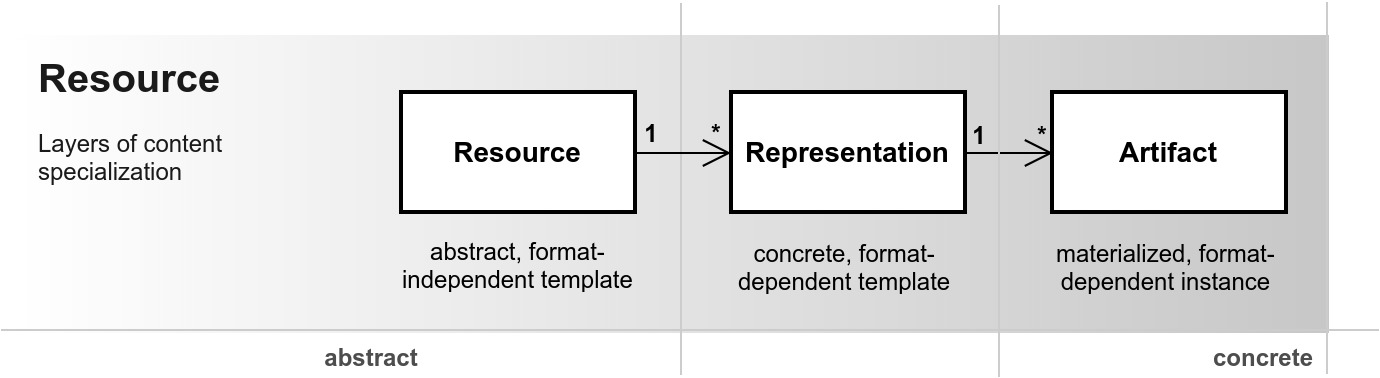 Resource
Layers of content
specialization
Resource
1
*
Representation
1
*
Artifact
abstract, format-
independent template
concrete, format-
dependent template
materialized, format-
dependent instance
abstract
concrete